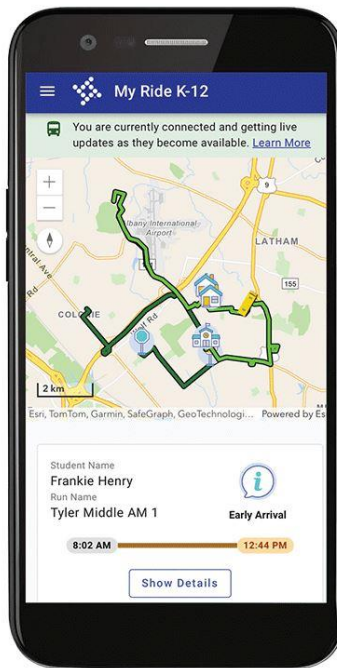 My Ride K-12
You are currently connected and getting live
updates as they become available. Learn More
9
Albany International
Airport
LATHAM
155
COLONIE
Rd
2 km
Esri, TomTom, Garmin, SafeGraph, GeoTechnologi... Powered by Es
Student Name
Frankie Henry
Run Name
Tyler Middle AM 1
i
Early Arrival
8:02 AM
12:44 PM
Show Details